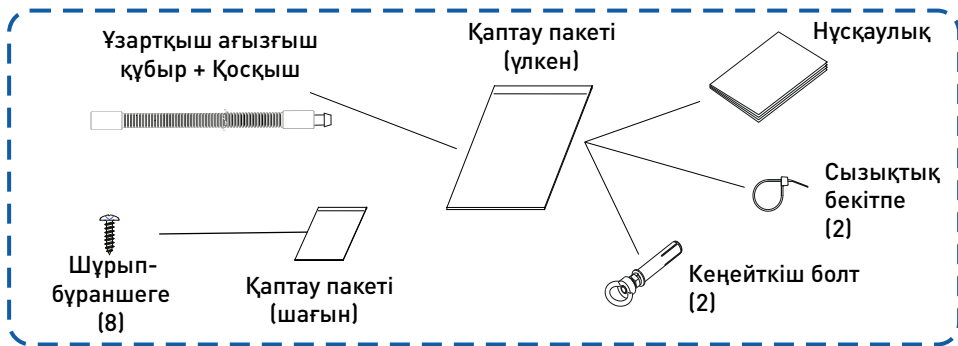 Ұзартқыш ағызғыш
құбыр + Қосқыш
Қаптау пакеті
(үлкен)
Нұсқаулық
Сызықтық
бекітпе
(2)
Шұрып-
бұраншеге
(8)
Қаптау пакеті
(шағын)
Кеңейткіш болт
(2)